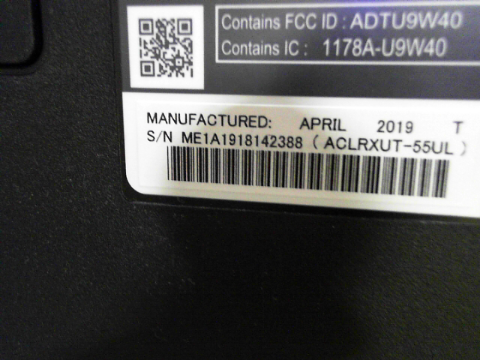 Contains FCC ID : ADTU9W40
Contains IC : 1178A-U9W40
MANUFACTURED: APRIL 2019 T
S/N ME1A1918142388 ( ACLRXUT-55UL )